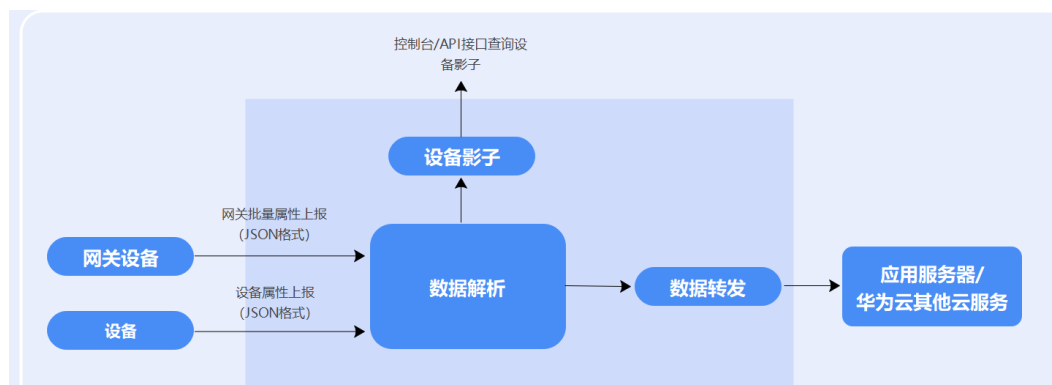 控制台/API接口查询设
备影子
设备影子
网关批量属性上报
(JSON格式)
网关设备
数据解析
设备属性上报
(JSON格式)
设备
数据转发
应用服务器/
华为云其他云服务